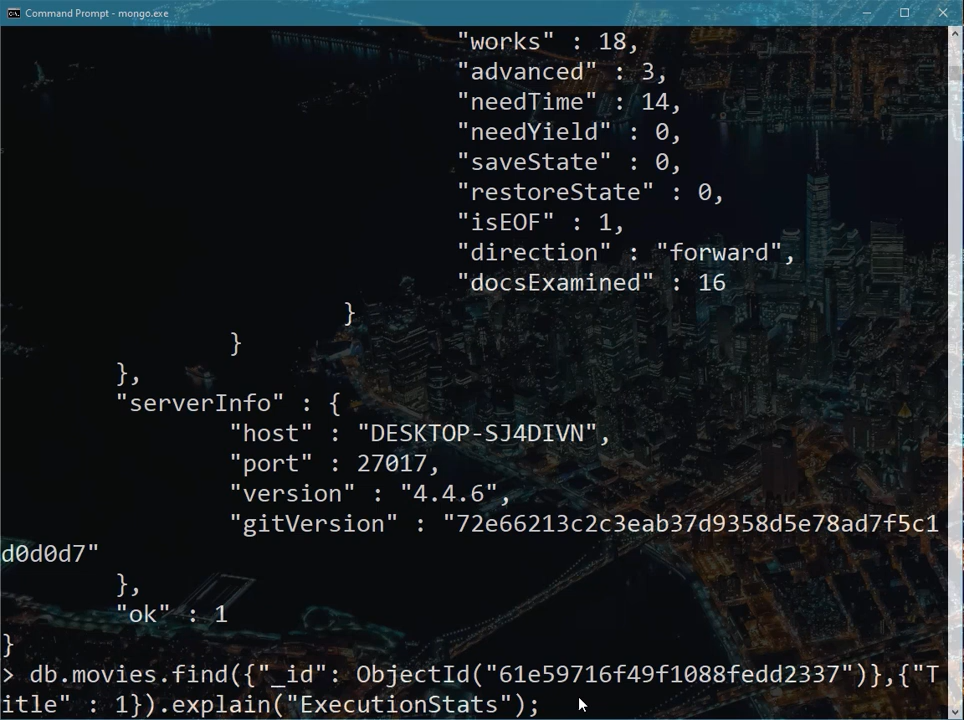 Command Prompt - mongo.exe
"works" : 18,
"advanced" : 3,
"needTime" : 14,
"needYield" : 0,
"saveState" : 0,
"restoreState" : 0,
"isEOF" : 1,
"direction" : "forward",
"docsExamined" : 16
}
}
},
"serverInfo" : {
"host" : "DESKTOP-SJ4DIVN",
"port" : 27017,
"version" : "4.4.6",
"gitVersion" : "72e66213c2c3eab37d9358d5e78ad7f5c1
d0d0d7"
},
"ok" : 1
}
> db.movies.find({"_id": ObjectId("61e59716f49f1088fedd2337")},{"T
itle" : 1}).explain("ExecutionStats");